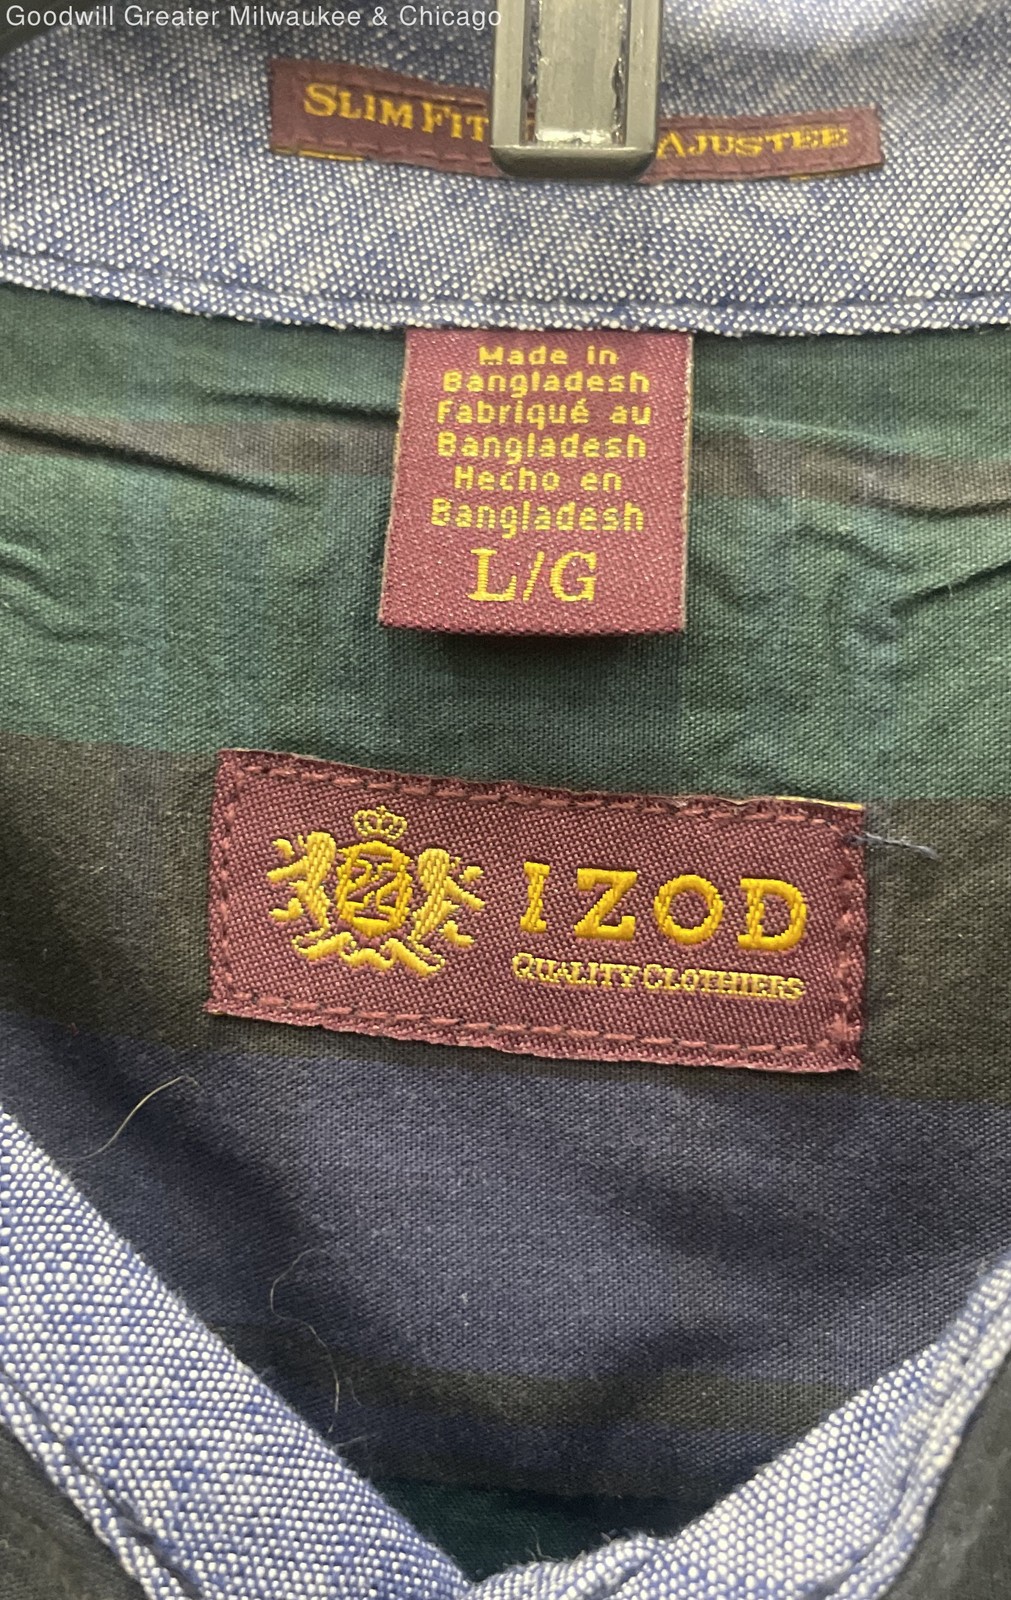 Goodwill Greater Milwaukee & Chicago
SLIM FIT AJUSTEE
Made in
Bangladesh
Fabriqué au
Bangladesh
Hecho en
Bangladesh
L/G
IZOD
QUALITY CLOTHIERS